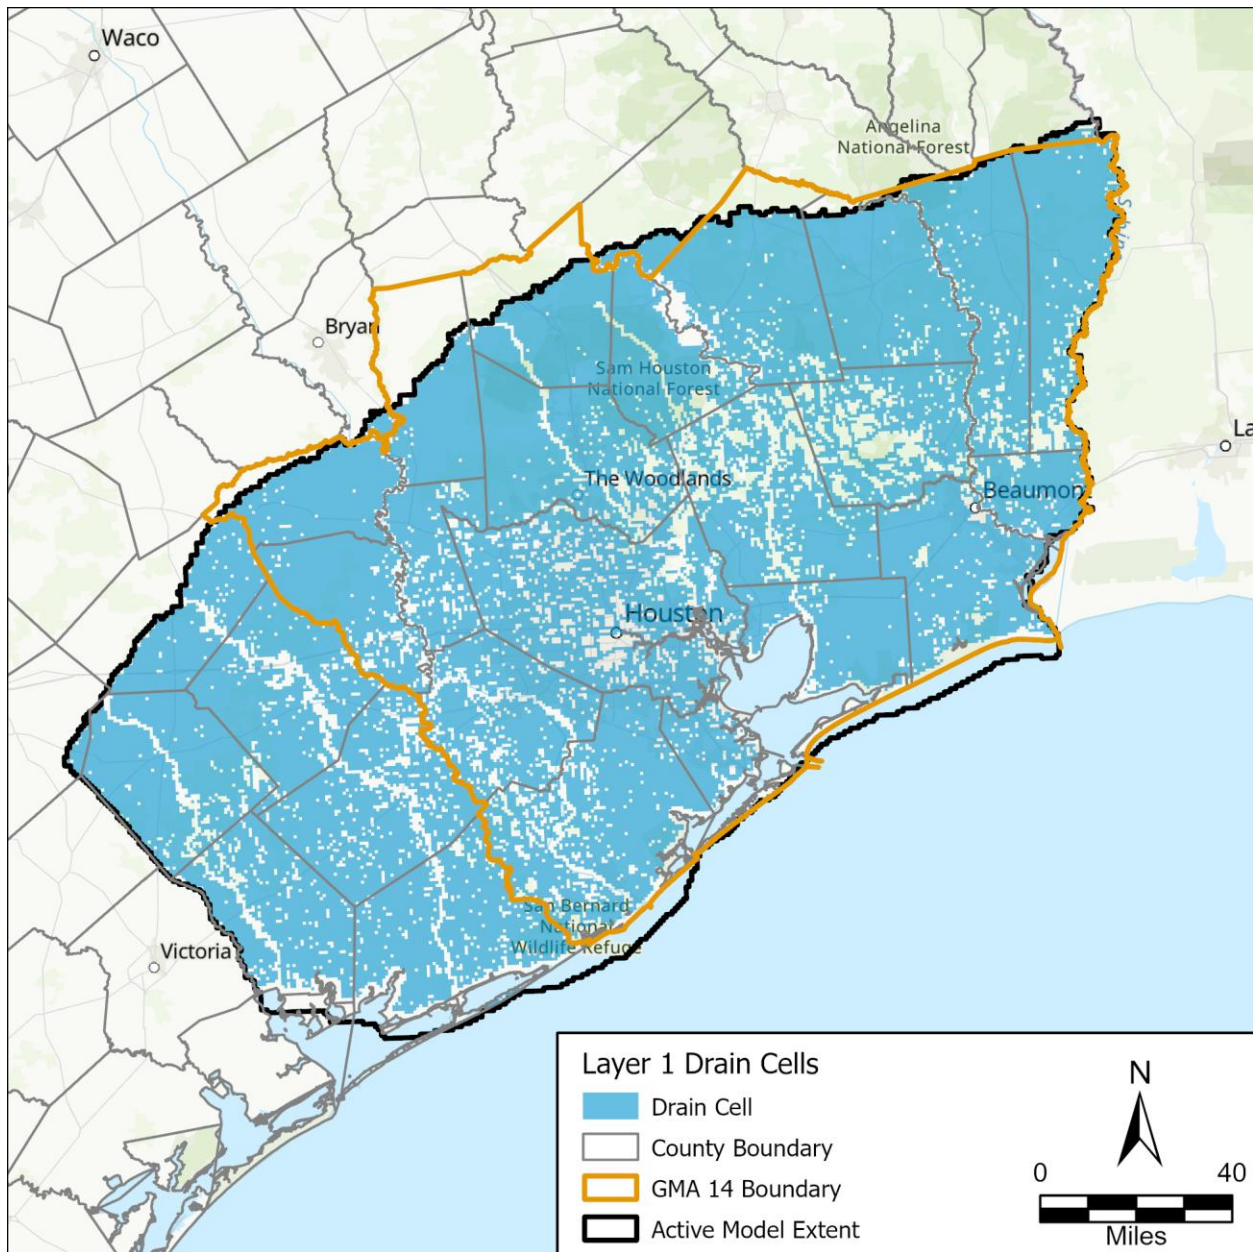 Waco
Angelina
National Forest
Sabin
Bryan
Sam Houston
National Forest
La
The Woodlands
Beaumont
Houston
San Bernard
National
Wildlife Refuge
Victoria
Layer 1 Drain Cells
Drain Cell
County Boundary
GMA 14 Boundary
Active Model Extent
N
0 40
Miles